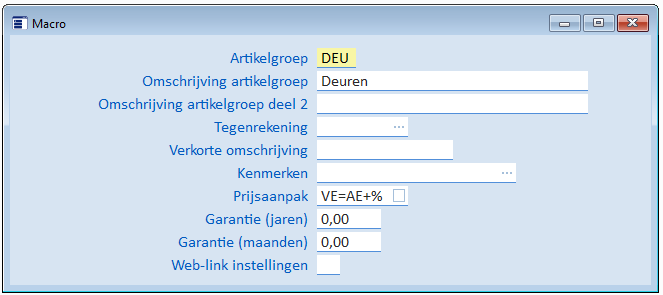 Macro
Artikelgroep DEU
Omschrijving artikelgroep Deuren
Omschrijving artikelgroep deel 2
Tegenrekening ...
Verkorte omschrijving
Kenmerken ...
Prijsaanpak VE=AE+%
Garantie (jaren) 0,00
Garantie (maanden) 0,00
Web-link instellingen